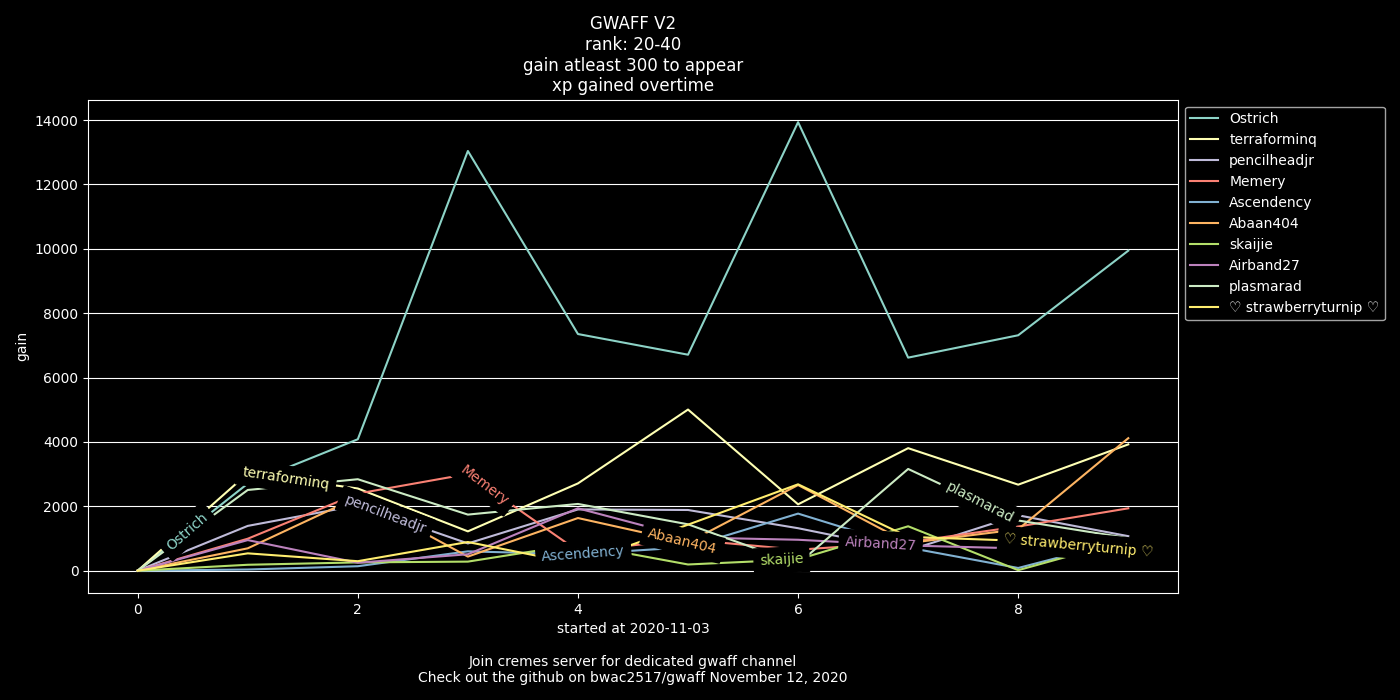 GWAFF V2
rank: 20-40
gain atleast 300 to appear
xp gained overtime
14000
12000
10000
8000
6000
4000
2000
0
gain
0 2 4 6 8
started at 2020-11-03
Ostrich
terraforminq
pencilheadjr
Memery
Ascendency
Abaan404
skaijie
Airband27
plasmarad
♡ strawberryturnip ♡
Ostrich
terraforminq
pencilheadjr
Memery
Ascendency
Abaan404
skaijie
Airband27
plasmarad
♡ strawberryturnip ♡
Join cremes server for dedicated gwaff channel
Check out the github on bwac2517/gwaff November 12, 2020